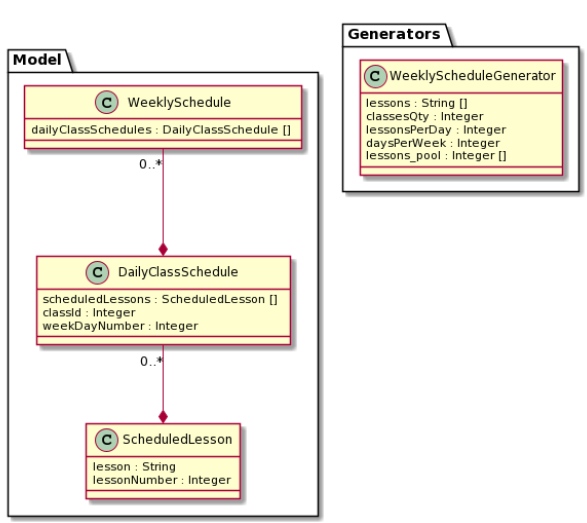 Model
C WeeklySchedule
dailyClassSchedules : DailyClassSchedule []
0..*
C DailyClassSchedule
scheduledLessons : ScheduledLesson []
classId : Integer
weekDayNumber : Integer
0..*
C ScheduledLesson
lesson : String
lessonNumber : Integer
Generators
C WeeklyScheduleGenerator
lessons : String []
classesQty : Integer
lessonsPerDay : Integer
daysPerWeek : Integer
lessons_pool : Integer []